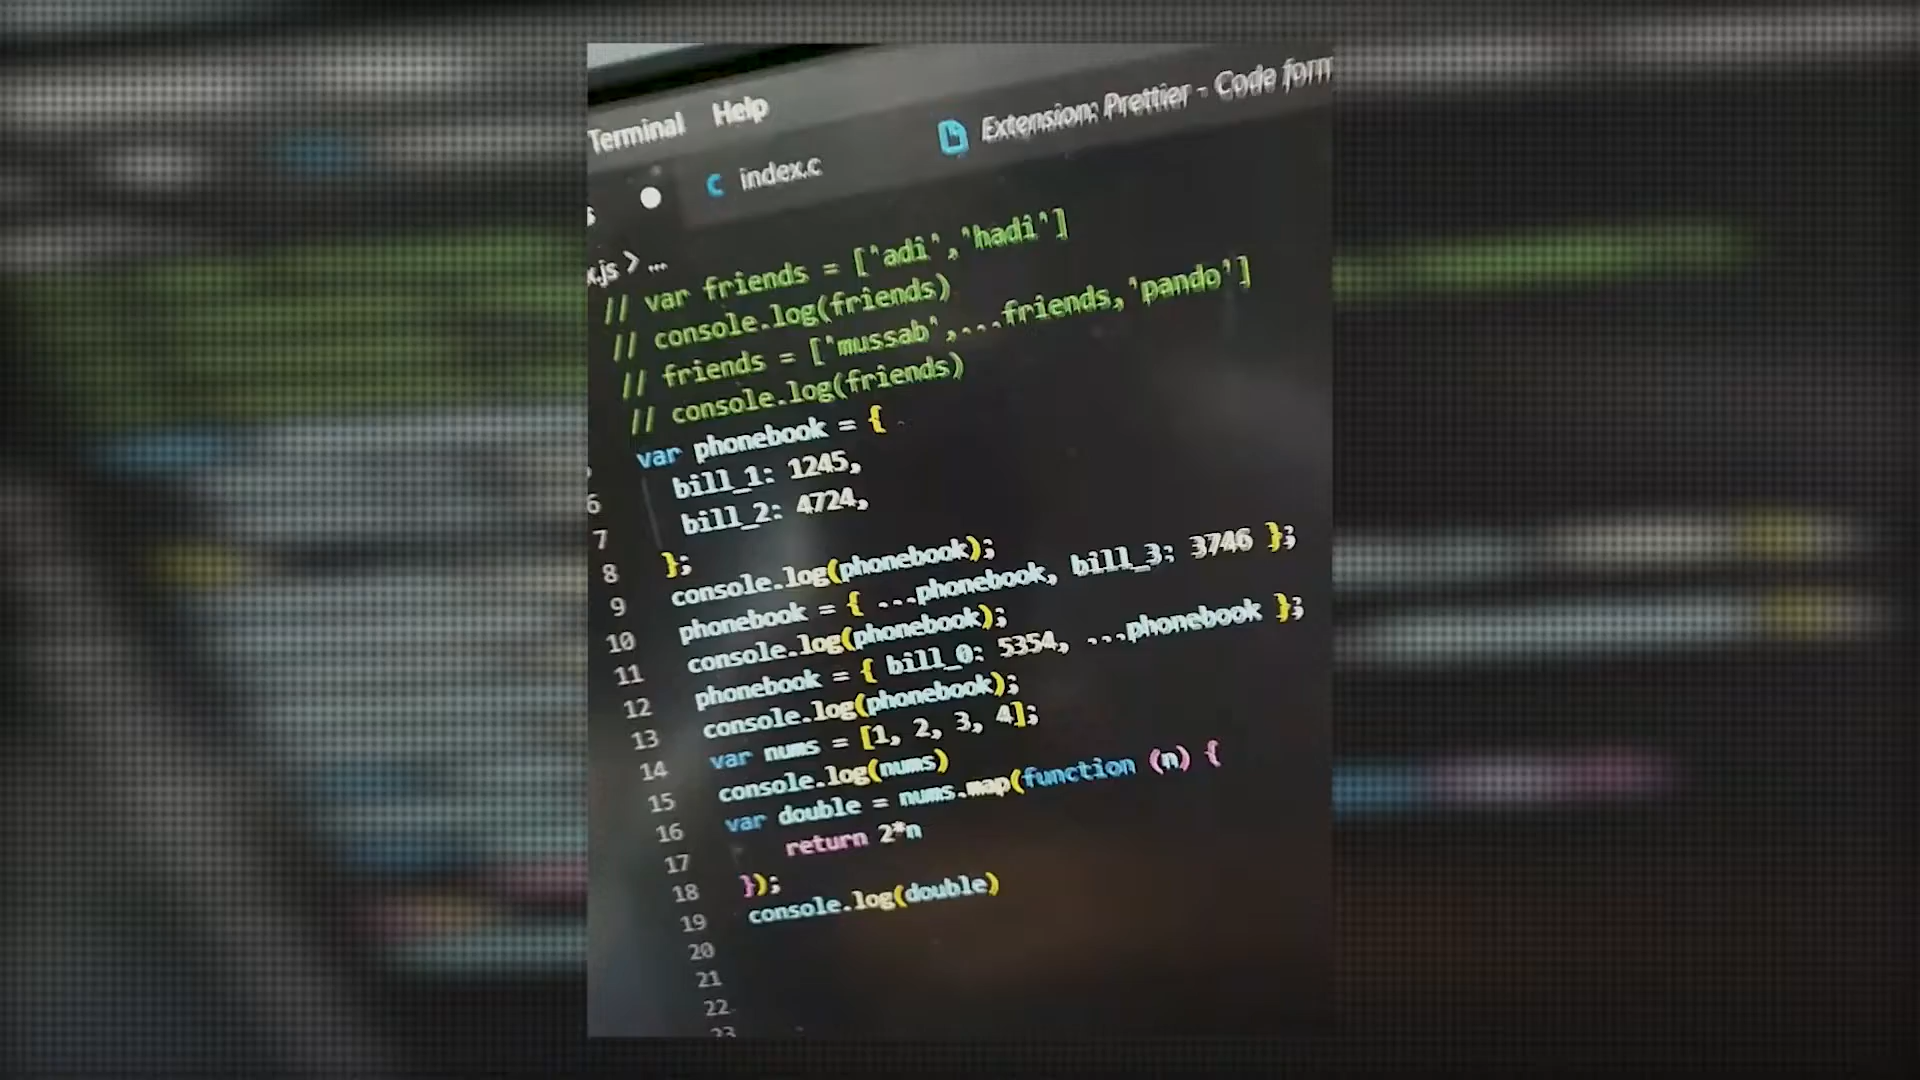 Terminal Help
index.c Extension: Prettier - Code form
s
x.js > ...
// var friends = ['adi','hadi']
// console.log(friends)
// friends = ['mussab',...friends,'pando']
// console.log(friends)
var phonebook = {
bill_1: 1245,
6 bill_2: 4724,
7 };
8 console.log(phonebook);
9 phonebook = { ...phonebook, bill_3: 3746 };
10 console.log(phonebook);
11 phonebook = { bill_0: 5354, ...phonebook };
12 console.log(phonebook);
13 var nums = [1, 2, 3, 4];
14 console.log(nums)
15 var double = nums.map(function (n) {
16 return 2*n
17 });
18 console.log(double)
19
20
21
22
23